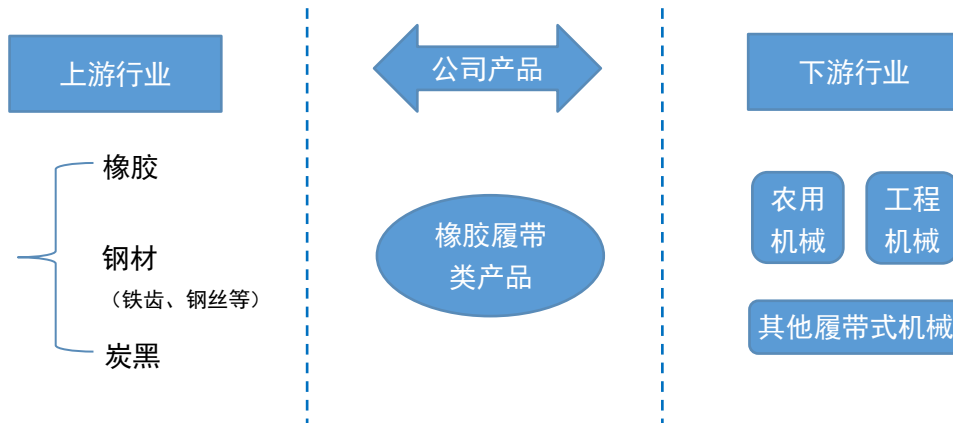 上游行业
公司产品
下游行业
橡胶
钢材
（铁齿、钢丝等）
炭黑
橡胶履带
类产品
农用
机械
工程
机械
其他履带式机械